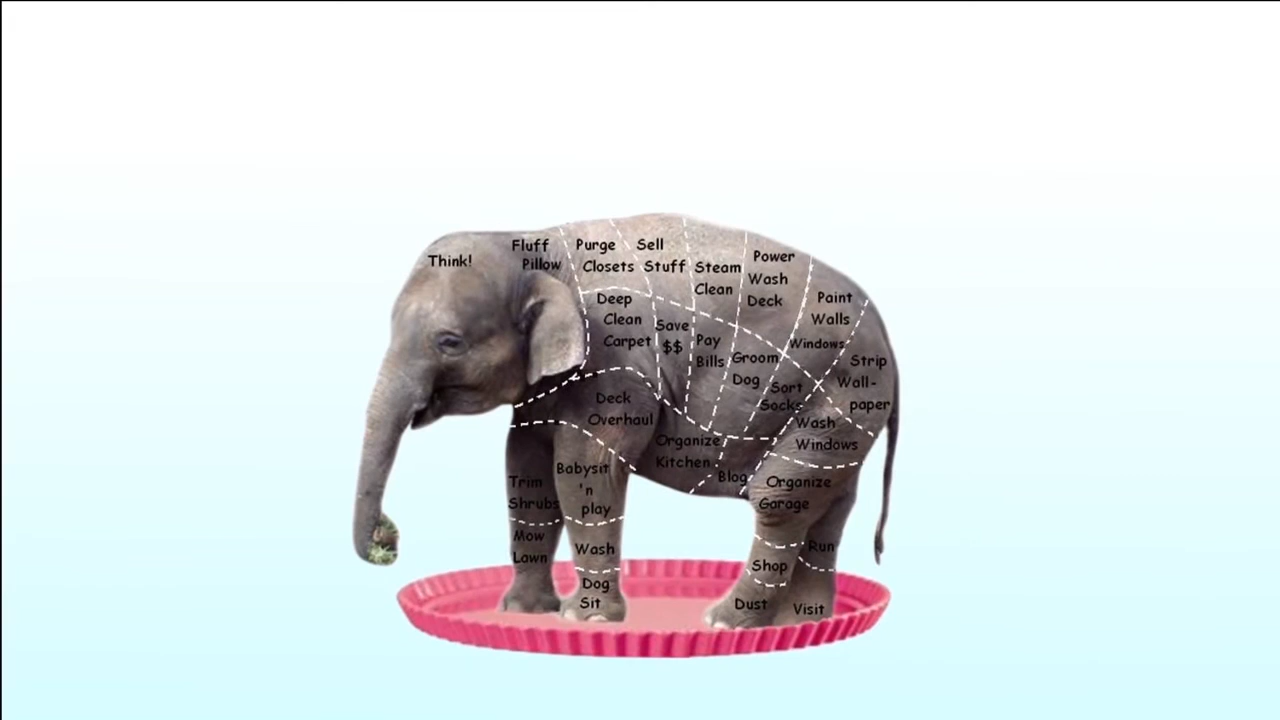 Think!
Fluff
Pillow
Purge
Closets
Sell
Stuff
Steam
Clean
Power
Wash
Deck
Paint
Walls
Windows
Strip
Wall-
paper
Deep
Clean
Carpet
Save
$$
Pay
Bills
Groom
Dog
Sort
Socks
Wash
Windows
Deck
Overhaul
Organize
Kitchen
Blog
Organize
Garage
Trim
Shrubs
Babysit
'n
play
Mow
Lawn
Wash
Dog
Sit
Shop
Run
Dust
Visit